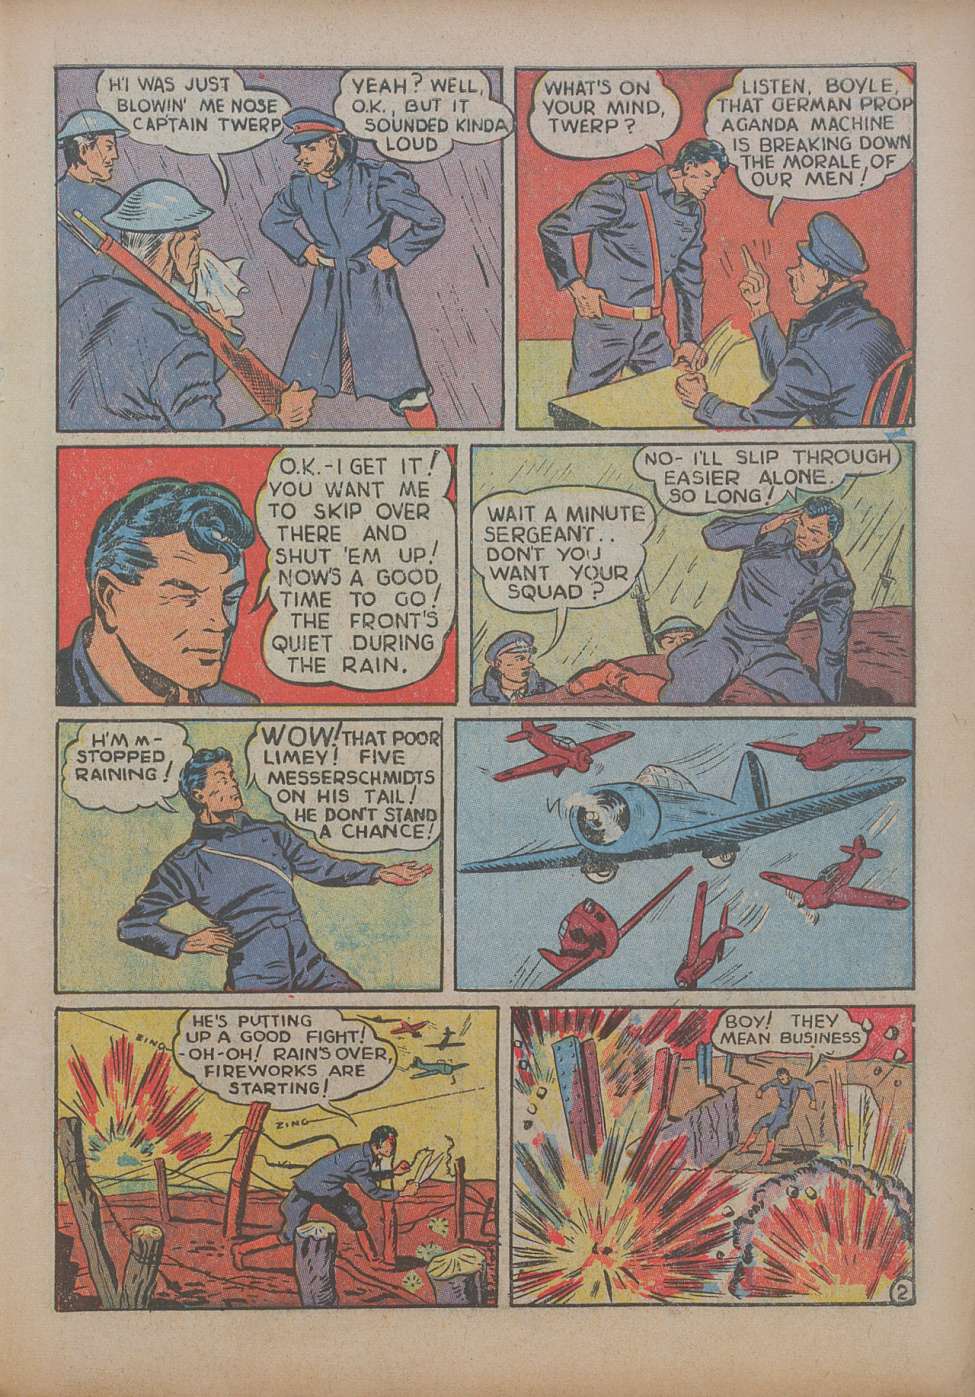 H'I WAS JUST
BLOWIN' ME NOSE
CAPTAIN TWERP
YEAH? WELL,
O.K., BUT IT
SOUNDED KINDA
LOUD
WHAT'S ON
YOUR MIND,
TWERP?
LISTEN, BOYLE,
THAT GERMAN PROP
AGANDA MACHINE
IS BREAKING DOWN
THE MORALE OF
OUR MEN!
O.K.-I GET IT!
YOU WANT ME
TO SKIP OVER
THERE AND
SHUT 'EM UP!
NOW'S A GOOD
TIME TO GO!
THE FRONT'S
QUIET DURING
THE RAIN.
WAIT A MINUTE
SERGEANT..
DON'T YOU
WANT YOUR
SQUAD?
NO- I'LL SLIP THROUGH
EASIER ALONE.
SO LONG!
H'M M-
STOPPED
RAINING!
WOW! THAT POOR
LIMEY! FIVE
MESSERSCHMIDTS
ON HIS TAIL!
HE DON'T STAND
A CHANCE!
HE'S PUTTING
UP A GOOD FIGHT!
-OH-OH! RAIN'S OVER,
FIREWORKS ARE
STARTING!
ZING
ZING
BOY! THEY
MEAN BUSINESS
2